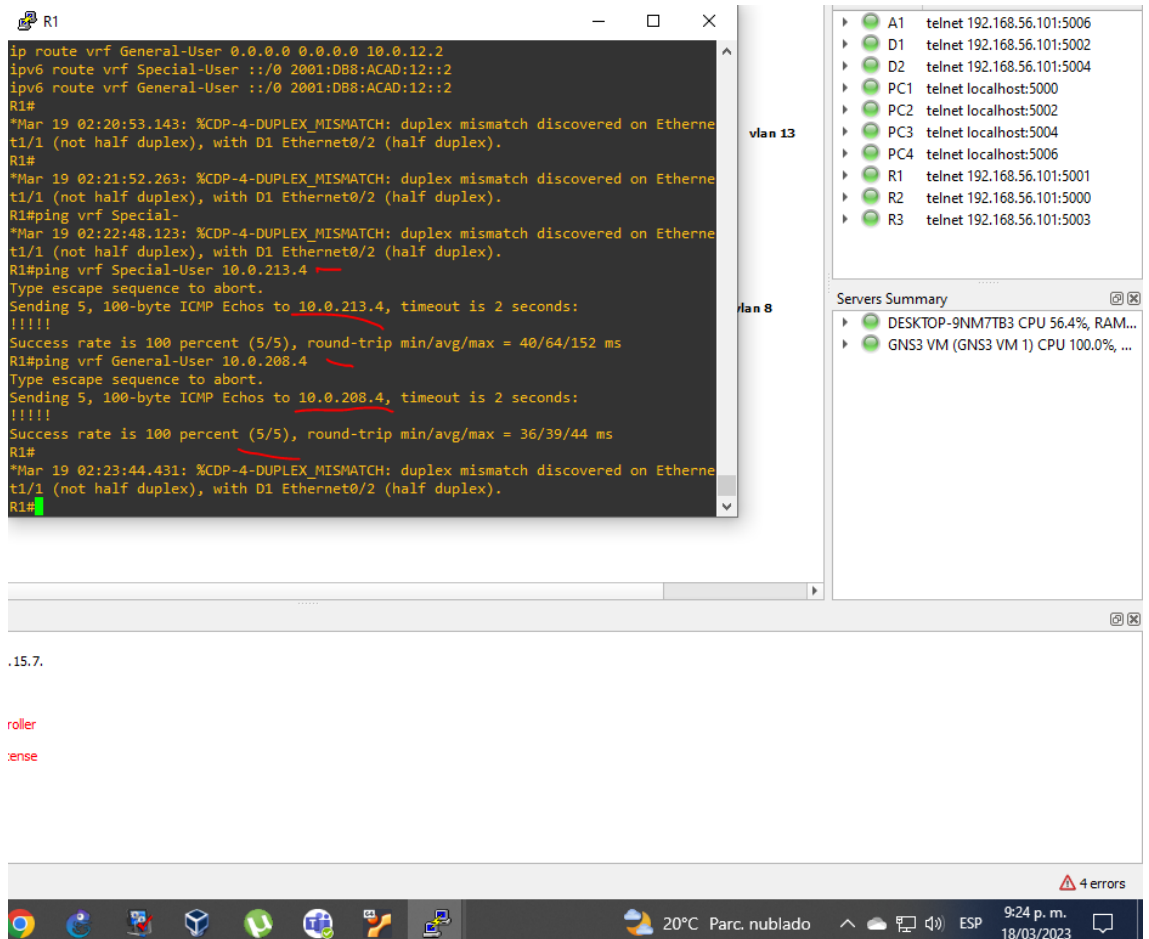 R1
ip route vrf General-User 0.0.0.0 0.0.0.0 10.0.12.2
ipv6 route vrf Special-User ::/0 2001:DB8:ACAD:12::2
ipv6 route vrf General-User ::/0 2001:DB8:ACAD:12::2
R1#
*Mar 19 02:20:53.143: %CDP-4-DUPLEX_MISMATCH: duplex mismatch discovered on Etherne
t1/1 (not half duplex), with D1 Ethernet0/2 (half duplex).
R1#
*Mar 19 02:21:52.263: %CDP-4-DUPLEX_MISMATCH: duplex mismatch discovered on Etherne
t1/1 (not half duplex), with D1 Ethernet0/2 (half duplex).
R1#ping vrf Special-
*Mar 19 02:22:48.123: %CDP-4-DUPLEX_MISMATCH: duplex mismatch discovered on Etherne
t1/1 (not half duplex), with D1 Ethernet0/2 (half duplex).
R1#ping vrf Special-User 10.0.213.4
Type escape sequence to abort.
Sending 5, 100-byte ICMP Echos to 10.0.213.4, timeout is 2 seconds:
!!!!!
Success rate is 100 percent (5/5), round-trip min/avg/max = 40/64/152 ms
R1#ping vrf General-User 10.0.208.4
Type escape sequence to abort.
Sending 5, 100-byte ICMP Echos to 10.0.208.4, timeout is 2 seconds:
!!!!!
Success rate is 100 percent (5/5), round-trip min/avg/max = 36/39/44 ms
R1#
*Mar 19 02:23:44.431: %CDP-4-DUPLEX_MISMATCH: duplex mismatch discovered on Etherne
t1/1 (not half duplex), with D1 Ethernet0/2 (half duplex).
R1#
vlan 13
vlan 8
A1 telnet 192.168.56.101:5006
D1 telnet 192.168.56.101:5002
D2 telnet 192.168.56.101:5004
PC1 telnet localhost:5000
PC2 telnet localhost:5002
PC3 telnet localhost:5004
PC4 telnet localhost:5006
R1 telnet 192.168.56.101:5001
R2 telnet 192.168.56.101:5000
R3 telnet 192.168.56.101:5003
Servers Summary
DESKTOP-9NM7TB3 CPU 56.4%, RAM...
GNS3 VM (GNS3 VM 1) CPU 100.0%, ...
.15.7.
roller
ense
4 errors
20°C Parc. nublado
ESP
9:24 p. m.
18/03/2023